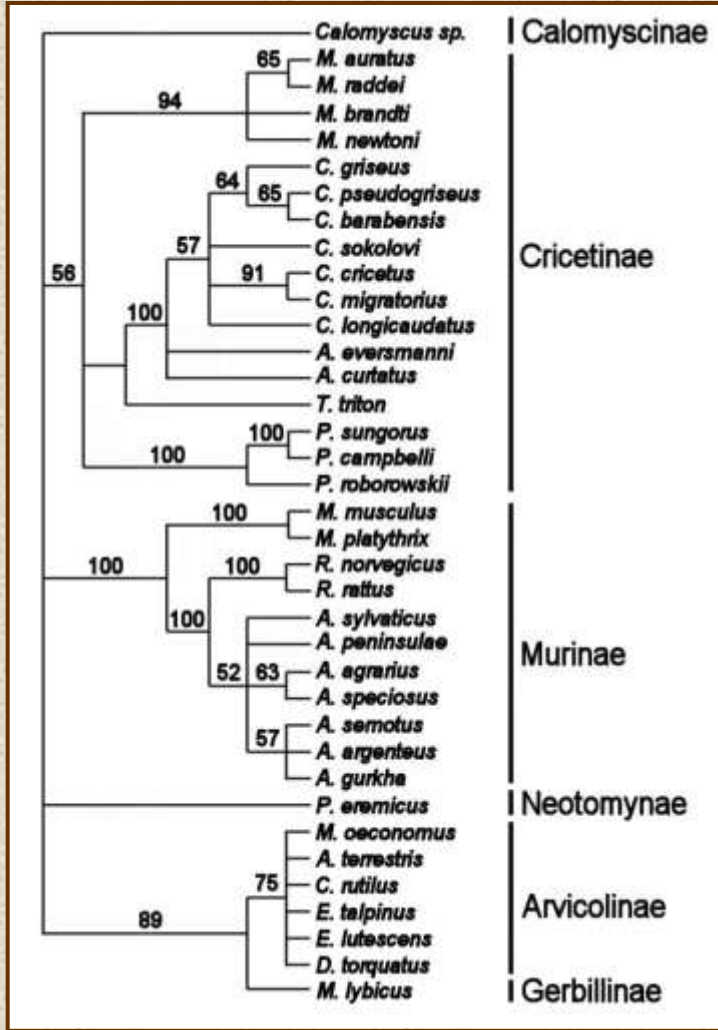 Calomyscus sp.
Calomyscinae
65
M. auratus
M. raddei
94
M. brandti
M. newtoni
C. griseus
64
65
C. pseudogriseus
C. barabensis
57
C. sokolovi
Cricetinae
56
91
C. cricetus
C. migratorius
100
C. longicaudatus
A. eversmanni
A. curtatus
T. triton
100
P. sungorus
P. campbelli
100
P. roborowskii
100
M. musculus
M. platythrix
100
100
R. norvegicus
R. rattus
100
A. sylvaticus
A. peninsulae
Murinae
52
63
A. agrarius
A. speciosus
57
A. semotus
A. argenteus
A. gurkha
P. eremicus
Neotomynae
M. oeconomus
A. terrestris
75
C. rutilus
E. talpinus
Arvicolinae
89
E. lutescens
D. torquatus
M. lybicus
Gerbillinae